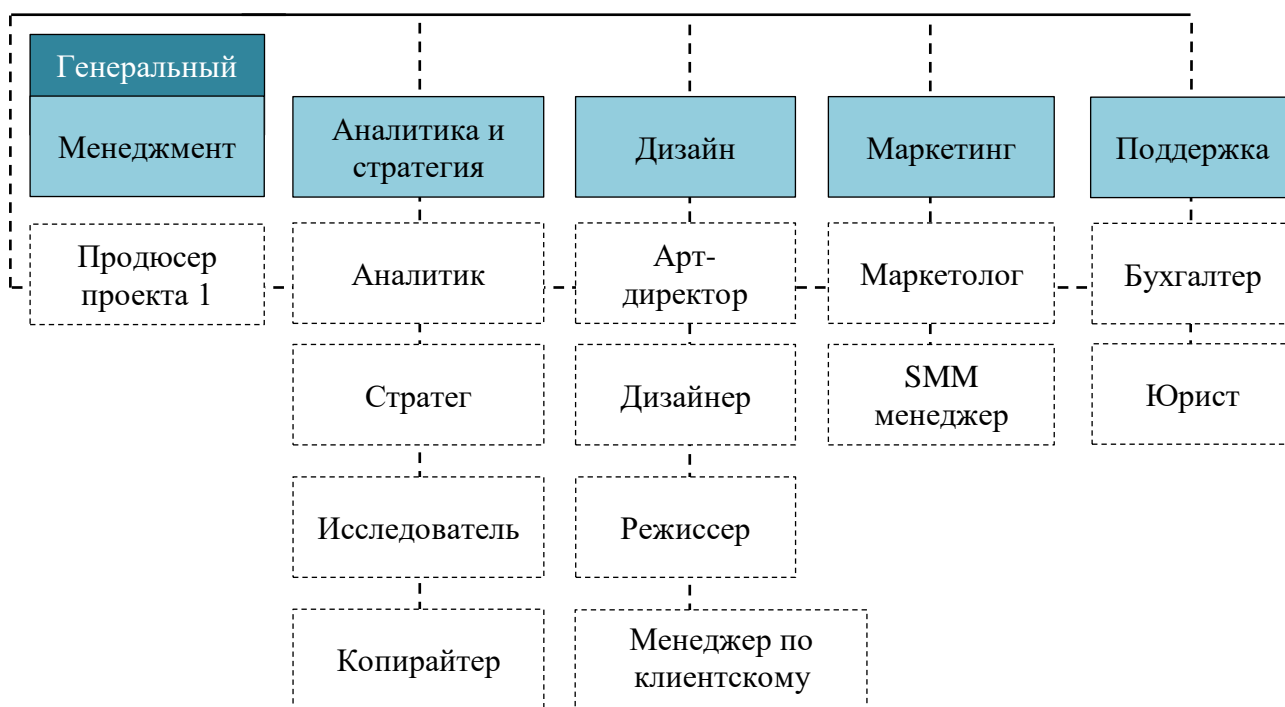 Генеральный
Менеджмент
Аналитика и
стратегия
Дизайн
Маркетинг
Поддержка
Продюсер
проекта 1
Аналитик
Арт-
директор
Маркетолог
Бухгалтер
Стратег
Дизайнер
SMM
менеджер
Юрист
Исследователь
Режиссер
Копирайтер
Менеджер по
клиентскому